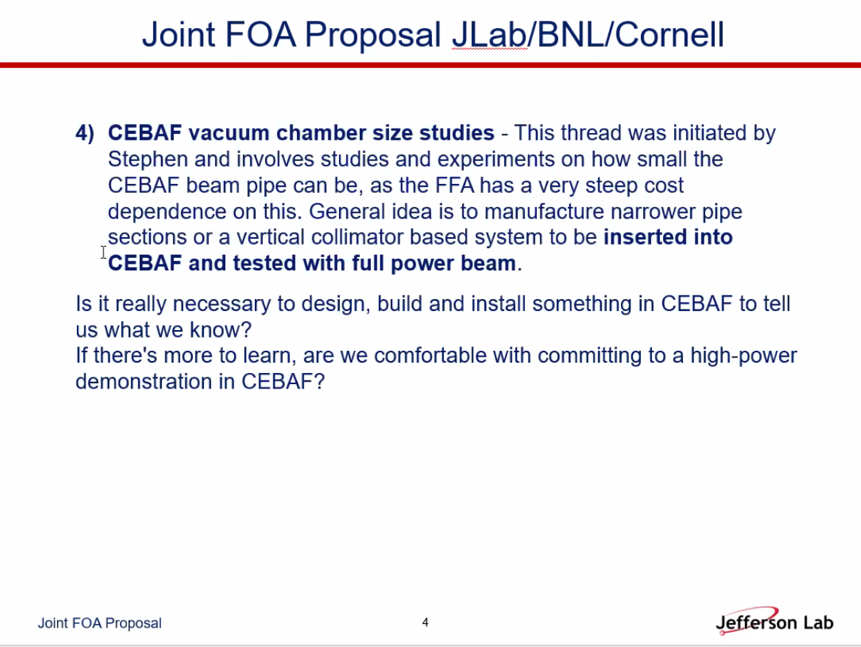 Joint FOA Proposal JLab/BNL/Cornell
4) CEBAF vacuum chamber size studies - This thread was initiated by
Stephen and involves studies and experiments on how small the
CEBAF beam pipe can be, as the FFA has a very steep cost
dependence on this. General idea is to manufacture narrower pipe
sections or a vertical collimator based system to be inserted into
CEBAF and tested with full power beam.
Is it really necessary to design, build and install something in CEBAF to tell
us what we know?
If there's more to learn, are we comfortable with committing to a high-power
demonstration in CEBAF?
Joint FOA Proposal
4
Jefferson Lab